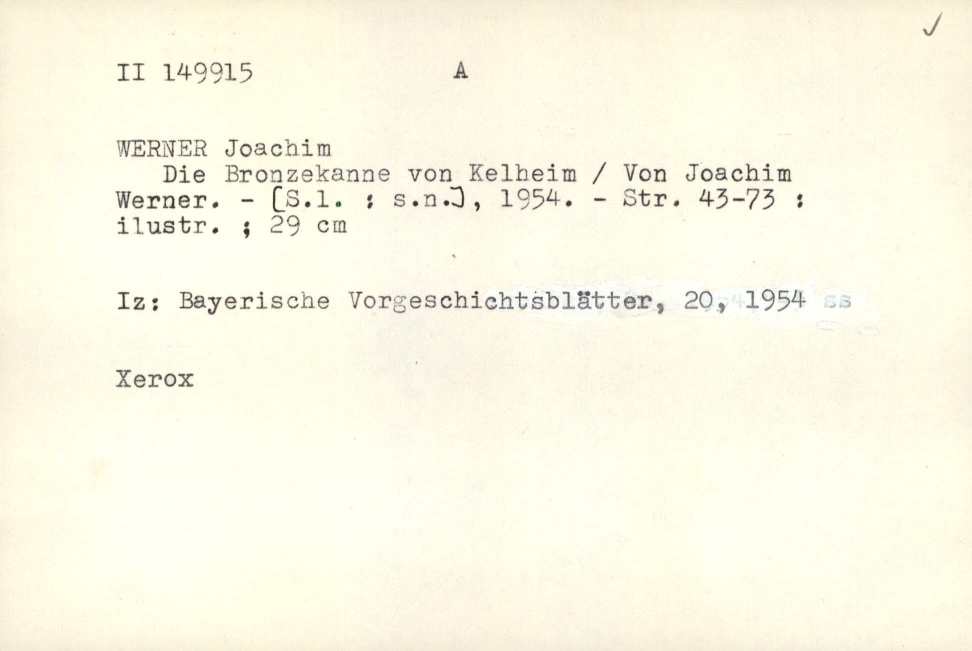 II 149915 A
WERNER Joachim
Die Bronzekanne von Kelheim / Von Joachim
Werner. - [S.l. : s.n.], 1954. - Str. 43-73 :
ilustr. ; 29 cm
Iz: Bayerische Vorgeschichtsblätter, 20, 1954 ss
Xerox